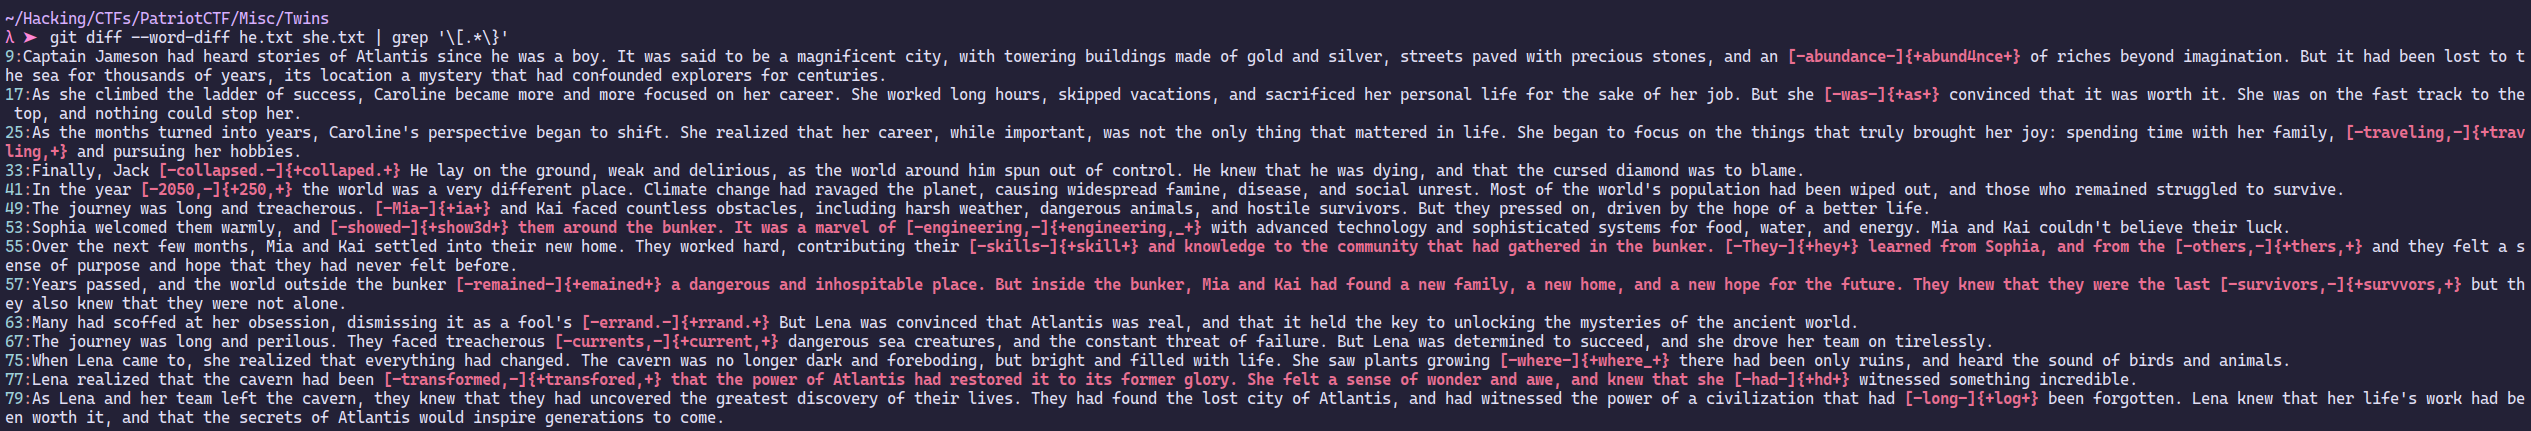 ~/Hacking/CTFs/PatriotCTF/Misc/Twins
λ ➤ git diff --word-diff he.txt she.txt | grep '\[.*\}'
9:Captain Jameson had heard stories of Atlantis since he was a boy. It was said to be a magnificent city, with towering buildings made of gold and silver, streets paved with precious stones, and an [-abundance-]{+abund4nce+} of riches beyond imagination. But it had been lost to t
he sea for thousands of years, its location a mystery that had confounded explorers for centuries.
17:As she climbed the ladder of success, Caroline became more and more focused on her career. She worked long hours, skipped vacations, and sacrificed her personal life for the sake of her job. But she [-was-]{+as+} convinced that it was worth it. She was on the fast track to the
 top, and nothing could stop her.
25:As the months turned into years, Caroline's perspective began to shift. She realized that her career, while important, was not the only thing that mattered in life. She began to focus on the things that truly brought her joy: spending time with her family, [-traveling,-]{+trav
ling,+} and pursuing her hobbies.
33:Finally, Jack [-collapsed.-]{+collaped.+} He lay on the ground, weak and delirious, as the world around him spun out of control. He knew that he was dying, and that the cursed diamond was to blame.
41:In the year [-2050,-]{+250,+} the world was a very different place. Climate change had ravaged the planet, causing widespread famine, disease, and social unrest. Most of the world's population had been wiped out, and those who remained struggled to survive.
49:The journey was long and treacherous. [-Mia-]{+ia+} and Kai faced countless obstacles, including harsh weather, dangerous animals, and hostile survivors. But they pressed on, driven by the hope of a better life.
53:Sophia welcomed them warmly, and [-showed-]{+show3d+} them around the bunker. It was a marvel of [-engineering,-]{+engineering,_+} with advanced technology and sophisticated systems for food, water, and energy. Mia and Kai couldn't believe their luck.
55:Over the next few months, Mia and Kai settled into their new home. They worked hard, contributing their [-skills-]{+skill+} and knowledge to the community that had gathered in the bunker. [-They-]{+hey+} learned from Sophia, and from the [-others,-]{+thers,+} and they felt a s
ense of purpose and hope that they had never felt before.
57:Years passed, and the world outside the bunker [-remained-]{+emained+} a dangerous and inhospitable place. But inside the bunker, Mia and Kai had found a new family, a new home, and a new hope for the future. They knew that they were the last [-survivors,-]{+survvors,+} but th
ey also knew that they were not alone.
63:Many had scoffed at her obsession, dismissing it as a fool's [-errand.-]{+rrand.+} But Lena was convinced that Atlantis was real, and that it held the key to unlocking the mysteries of the ancient world.
67:The journey was long and perilous. They faced treacherous [-currents,-]{+current,+} dangerous sea creatures, and the constant threat of failure. But Lena was determined to succeed, and she drove her team on tirelessly.
75:When Lena came to, she realized that everything had changed. The cavern was no longer dark and foreboding, but bright and filled with life. She saw plants growing [-where-]{+where_+} there had been only ruins, and heard the sound of birds and animals.
77:Lena realized that the cavern had been [-transformed,-]{+transfored,+} that the power of Atlantis had restored it to its former glory. She felt a sense of wonder and awe, and knew that she [-had-]{+hd+} witnessed something incredible.
79:As Lena and her team left the cavern, they knew that they had uncovered the greatest discovery of their lives. They had found the lost city of Atlantis, and had witnessed the power of a civilization that had [-long-]{+log+} been forgotten. Lena knew that her life's work had be
en worth it, and that the secrets of Atlantis would inspire generations to come.